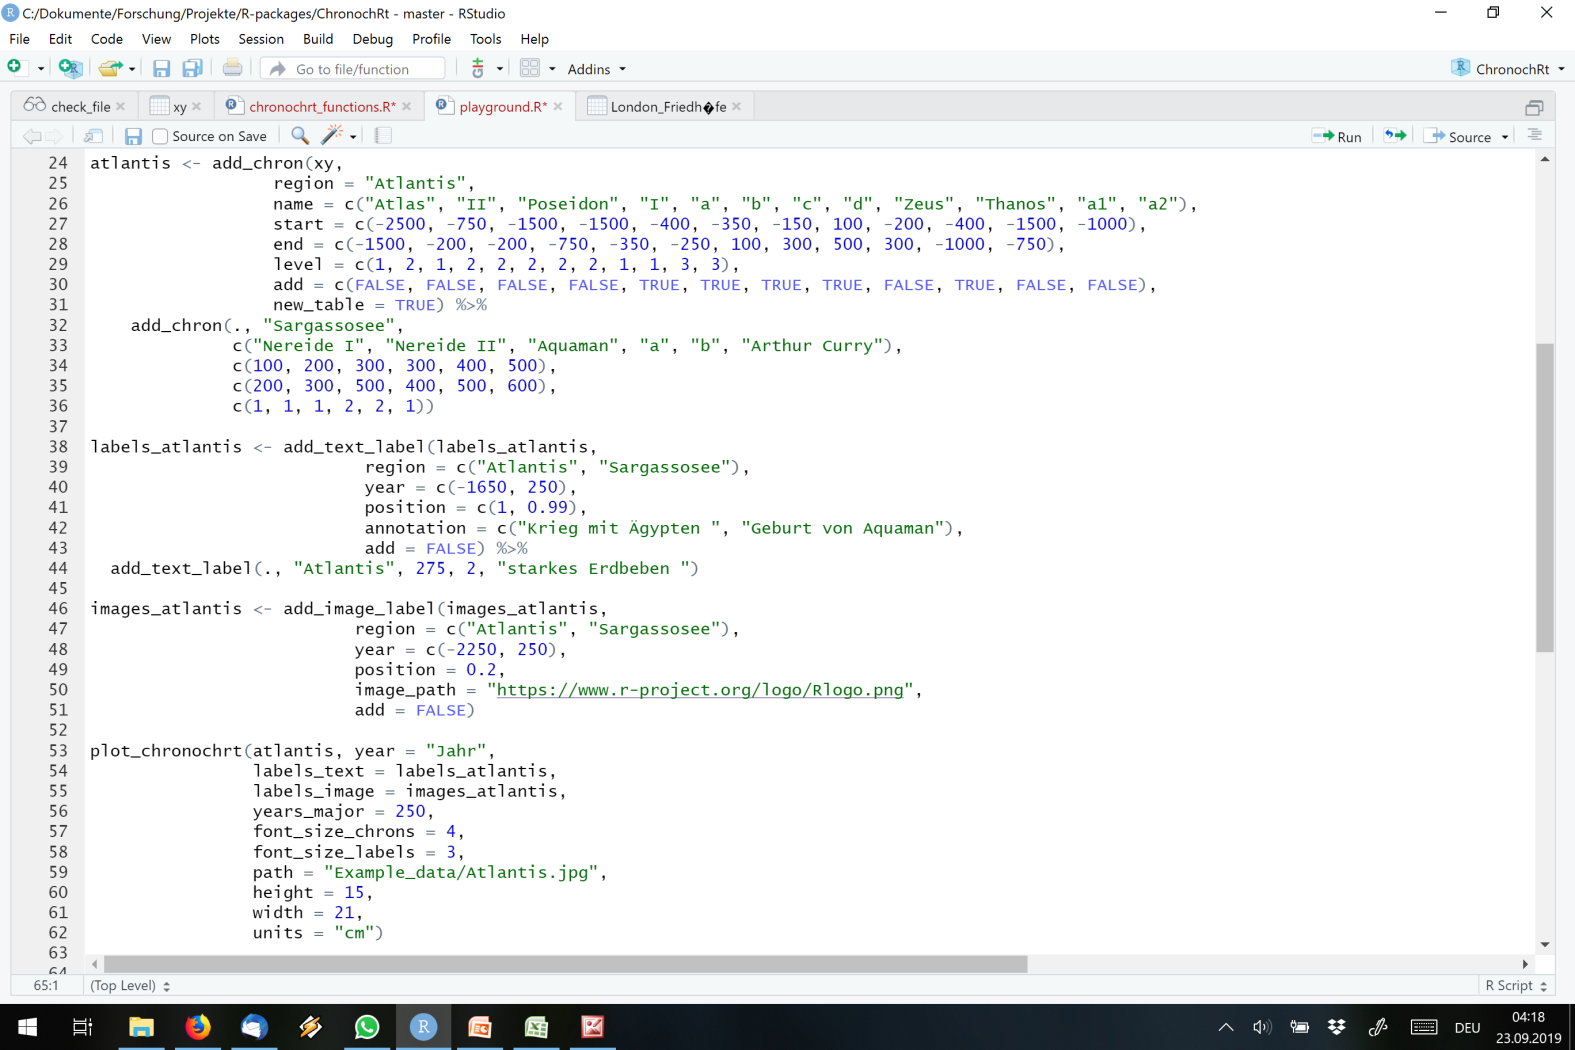 C:/Dokumente/Forschung/Projekte/R-packages/ChronochRt - master - RStudio
File Edit Code View Plots Session Build Debug Profile Tools Help
Go to file/function Addins ChronochRt
check_file xy chronochrt_functions.R* playground.R* London_Friedh�fe
Source on Save Run Source
24 atlantis <- add_chron(xy,
25 region = "Atlantis",
26 name = c("Atlas", "II", "Poseidon", "I", "a", "b", "c", "d", "Zeus", "Thanos", "a1", "a2"),
27 start = c(-2500, -750, -1500, -1500, -400, -350, -150, 100, -200, -400, -1500, -1000),
28 end = c(-1500, -200, -200, -750, -350, -250, 100, 300, 500, 300, -1000, -750),
29 level = c(1, 2, 1, 2, 2, 2, 2, 2, 1, 1, 3, 3),
30 add = c(FALSE, FALSE, FALSE, FALSE, TRUE, TRUE, TRUE, TRUE, FALSE, TRUE, FALSE, FALSE),
31 new_table = TRUE) %>%
32 add_chron(., "Sargassosee",
33 c("Nereide I", "Nereide II", "Aquaman", "a", "b", "Arthur Curry"),
34 c(100, 200, 300, 300, 400, 500),
35 c(200, 300, 500, 400, 500, 600),
36 c(1, 1, 1, 2, 2, 1))
37
38 labels_atlantis <- add_text_label(labels_atlantis,
39 region = c("Atlantis", "Sargassosee"),
40 year = c(-1650, 250),
41 position = c(1, 0.99),
42 annotation = c("Krieg mit Ägypten ", "Geburt von Aquaman"),
43 add = FALSE) %>%
44 add_text_label(., "Atlantis", 275, 2, "starkes Erdbeben ")
45
46 images_atlantis <- add_image_label(images_atlantis,
47 region = c("Atlantis", "Sargassosee"),
48 year = c(-2250, 250),
49 position = 0.2,
50 image_path = "https://www.r-project.org/logo/Rlogo.png",
51 add = FALSE)
52
53 plot_chronochrt(atlantis, year = "Jahr",
54 labels_text = labels_atlantis,
55 labels_image = images_atlantis,
56 years_major = 250,
57 font_size_chrons = 4,
58 font_size_labels = 3,
59 path = "Example_data/Atlantis.jpg",
60 height = 15,
61 width = 21,
62 units = "cm")
63
64
65:1 (Top Level) R Script
DEU 04:18
23.09.2019